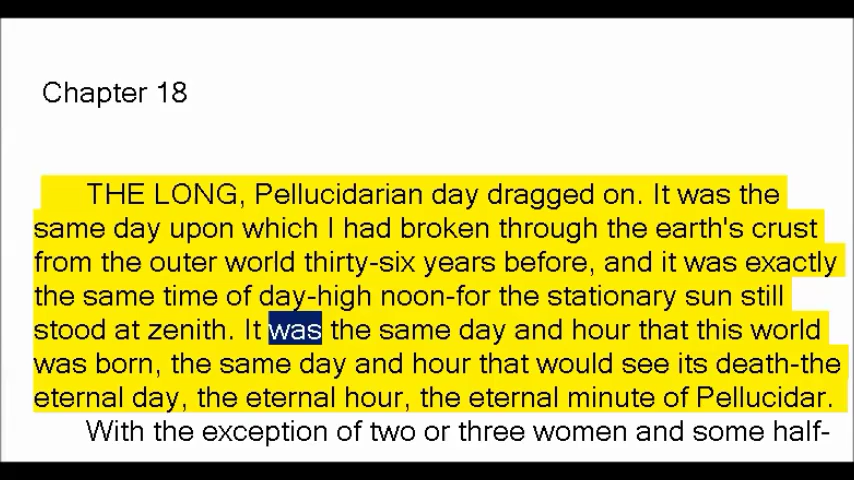 Chapter 18
THE LONG, Pellucidarian day dragged on. It was the
same day upon which I had broken through the earth's crust
from the outer world thirty-six years before, and it was exactly
the same time of day-high noon-for the stationary sun still
stood at zenith. It was the same day and hour that this world
was born, the same day and hour that would see its death-the
eternal day, the eternal hour, the eternal minute of Pellucidar.
With the exception of two or three women and some half-